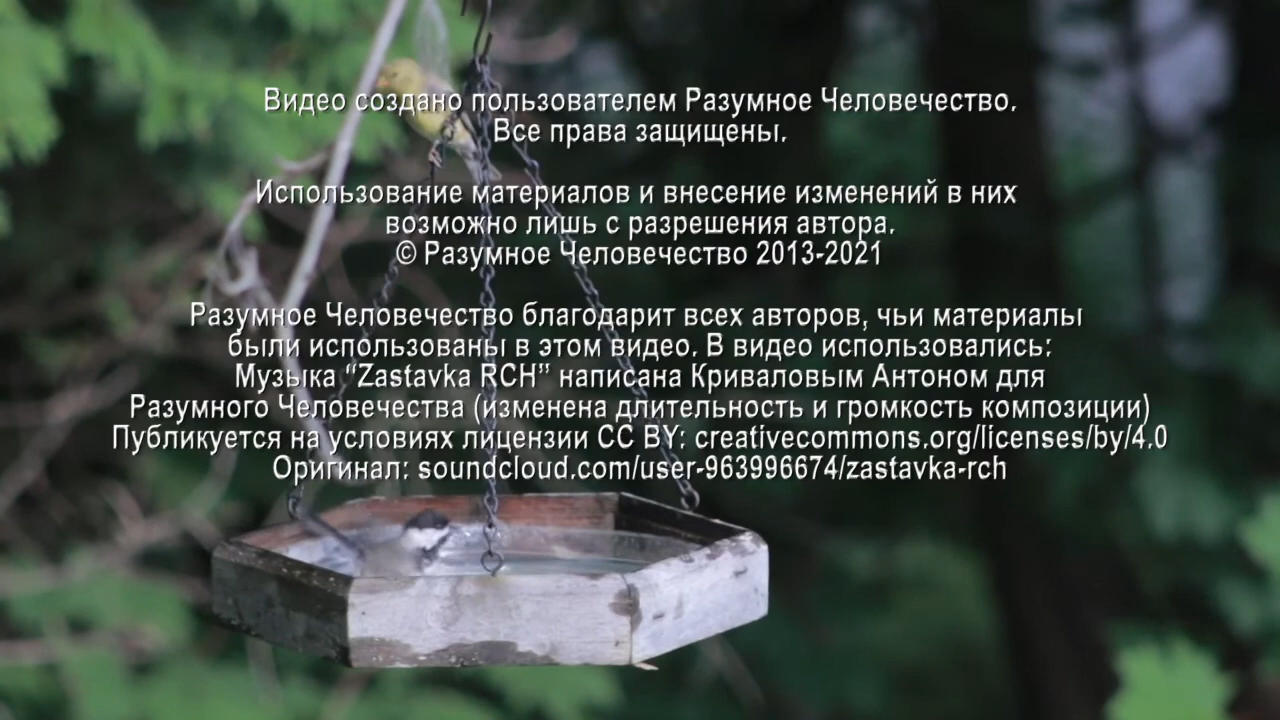 Видео создано пользователем Разумное Человечество.
Все права защищены.
Использование материалов и внесение изменений в них
возможно лишь с разрешения автора.
© Разумное Человечество 2013-2021
Разумное Человечество благодарит всех авторов, чьи материалы
были использованы в этом видео. В видео использовались:
Музыка “Zastavka RCH” написана Криваловым Антоном для
Разумного Человечества (изменена длительность и громкость композиции)
Публикуется на условиях лицензии CC BY: creativecommons.org/licenses/by/4.0
Оригинал: soundcloud.com/user-963996674/zastavka-rch